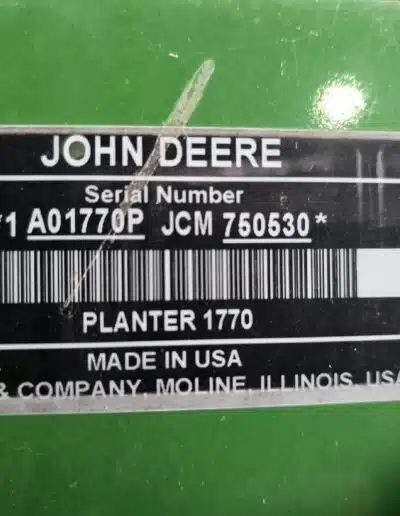 JOHN DEERE
Serial Number
*1 A01770P JCM 750530*
PLANTER 1770
MADE IN USA
& COMPANY, MOLINE, ILLINOIS, USA